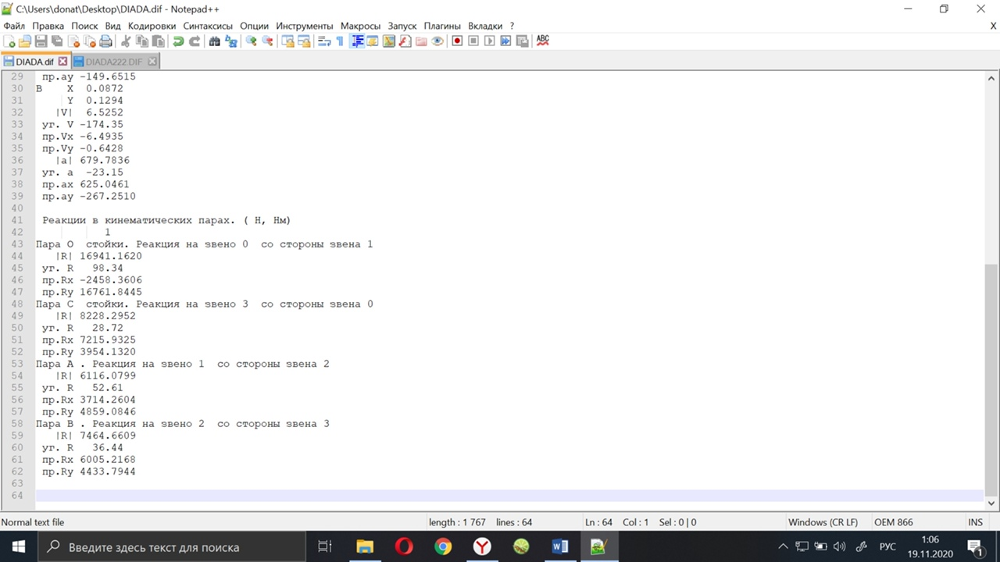 C:\Users\donat\Desktop\DIADA.dif - Notepad++
Файл Правка Поиск Вид Кодировки Синтаксисы Опции Инструменты Макросы Запуск Плагины Вкладки ? X
ABC
DIADA.dif DIADA222.DIF
29 пр.ay -149.6515
30 B X 0.0872
31 Y 0.1294
32 |V| 6.5252
33 уг. V -174.35
34 пр.Vx -6.4935
35 пр.Vy -0.6428
36 |a| 679.7836
37 уг. a -23.15
38 пр.ax 625.0461
39 пр.ay -267.2510
40
41 Реакции в кинематических парах. ( Н, Нм)
42 1
43 Пара O стойки. Реакция на звено 0 со стороны звена 1
44 |R| 16941.1620
45 уг. R 98.34
46 пр.Rx -2458.3606
47 пр.Ry 16761.8445
48 Пара C стойки. Реакция на звено 3 со стороны звена 0
49 |R| 8228.2952
50 уг. R 28.72
51 пр.Rx 7215.9325
52 пр.Ry 3954.1320
53 Пара A . Реакция на звено 1 со стороны звена 2
54 |R| 6116.0799
55 уг. R 52.61
56 пр.Rx 3714.2604
57 пр.Ry 4859.0846
58 Пара B . Реакция на звено 2 со стороны звена 3
59 |R| 7464.6609
60 уг. R 36.44
61 пр.Rx 6005.2168
62 пр.Ry 4433.7944
63
64
Normal text file length : 1 767 lines : 64 Ln : 64 Col : 1 Sel : 0 | 0 Windows (CR LF) OEM 866 INS
Введите здесь текст для поиска РУС 1:06
19.11.2020 1